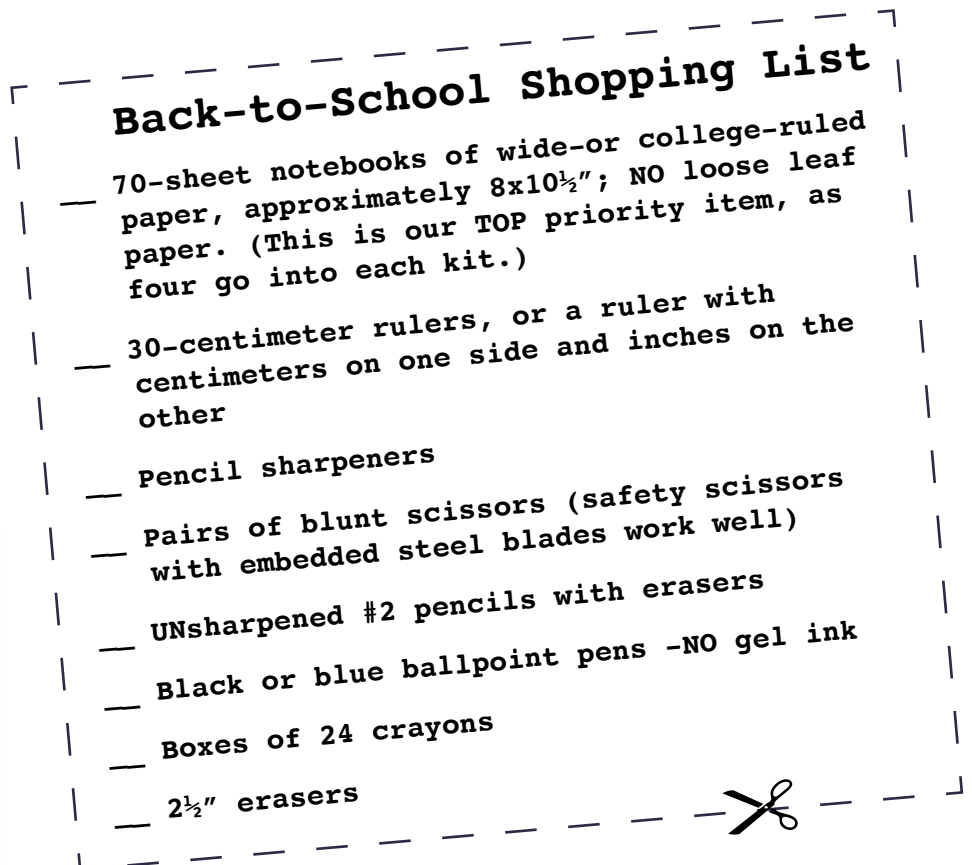 Back-to-School Shopping List
__ 70-sheet notebooks of wide-or college-ruled
paper, approximately 8x10½″; NO loose leaf
paper. (This is our TOP priority item, as
four go into each kit.)
__ 30-centimeter rulers, or a ruler with
centimeters on one side and inches on the
other
__ Pencil sharpeners
__ Pairs of blunt scissors (safety scissors
with embedded steel blades work well)
__ UNsharpened #2 pencils with erasers
__ Black or blue ballpoint pens -NO gel ink
__ Boxes of 24 crayons
__ 2½″ erasers